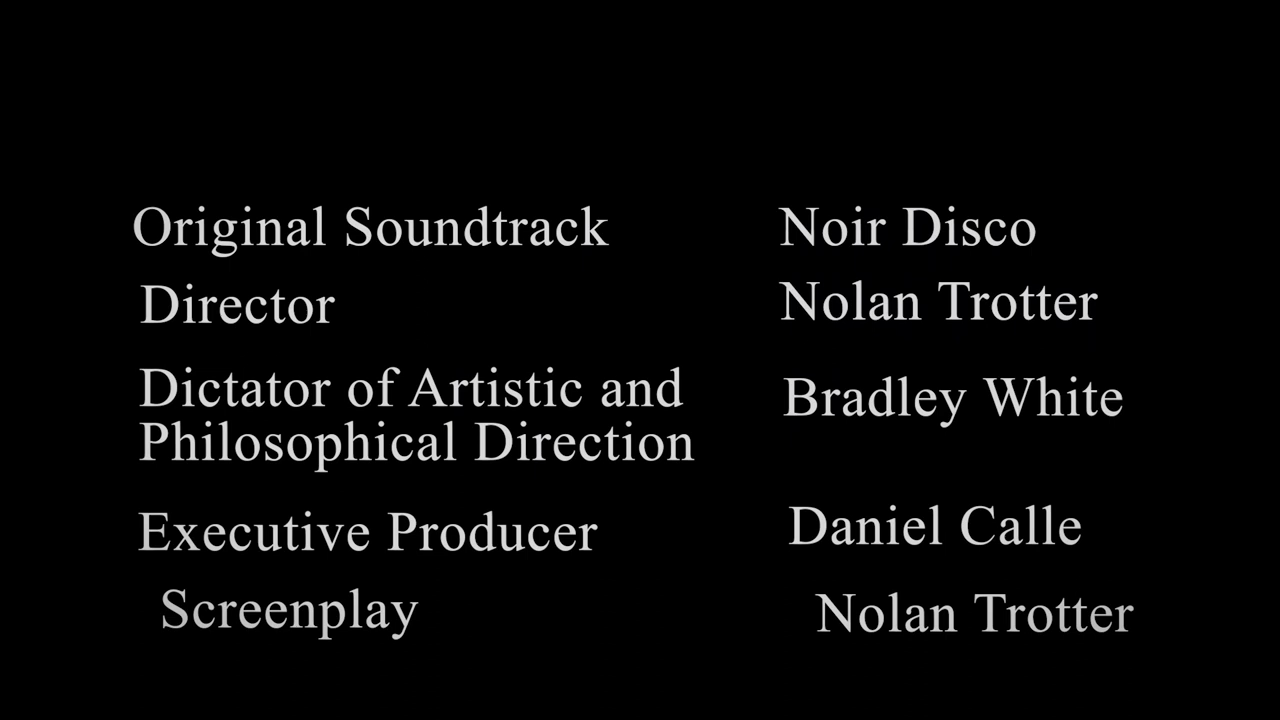 Original Soundtrack Noir Disco
Director Nolan Trotter
Dictator of Artistic and
Philosophical Direction Bradley White
Executive Producer Daniel Calle
Screenplay Nolan Trotter